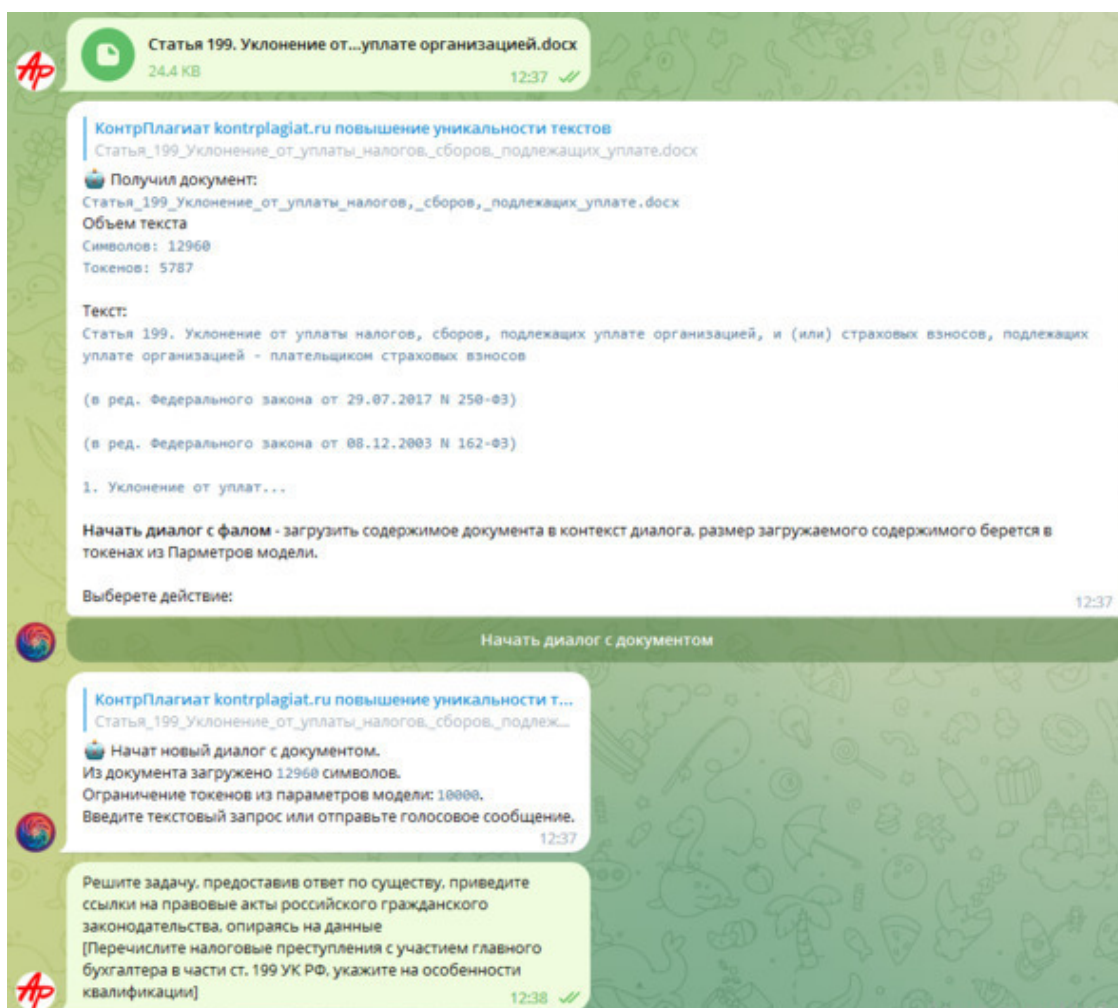 Статья 199. Уклонение от...уплате организацией.docx
24.4 KB
12:37
Ар
КонтрПлагиат kontrplagiat.ru повышение уникальности текстов
Статья_199_Уклонение_от_уплаты_налогов,_сборов,_подлежащих_уплате.docx
Получил документ:
Статья_199_Уклонение_от_уплаты_налогов,_сборов,_подлежащих_уплате.docx
Объем текста
Символов: 12960
Токенов: 5787
Текст:
Статья 199. Уклонение от уплаты налогов, сборов, подлежащих уплате организацией, и (или) страховых взносов, подлежащих
уплате организацией - плательщиком страховых взносов
(в ред. Федерального закона от 29.07.2017 N 250-ФЗ)
(в ред. Федерального закона от 08.12.2003 N 162-ФЗ)
1. Уклонение от уплат...
Начать диалог с фалом - загрузить содержимое документа в контекст диалога, размер загружаемого содержимого берется в
токенах из Парметров модели.
Выберете действие:
12:37
Начать диалог с документом
КонтрПлагиат kontrplagiat.ru повышение уникальности т...
Статья_199_Уклонение_от_уплаты_налогов,_сборов,_подлеж...
Начат новый диалог с документом.
Из документа загружено 12960 символов.
Ограничение токенов из параметров модели: 10000.
Введите текстовый запрос или отправьте голосовое сообщение.
12:37
Решите задачу, предоставив ответ по существу, приведите
ссылки на правовые акты российского гражданского
законодательства, опираясь на данные
[Перечислите налоговые преступления с участием главного
бухгалтера в части ст. 199 УК РФ, укажите на особенности
квалификации]
12:38
Ар